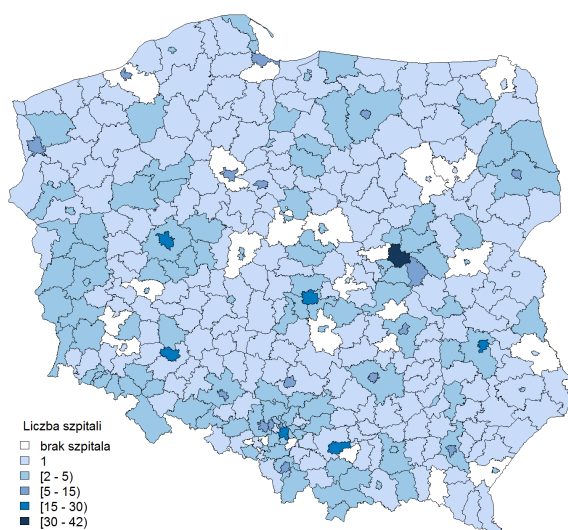 Liczba szpitali
brak szpitala
1
[2 - 5)
[5 - 15)
[15 - 30)
[30 - 42)